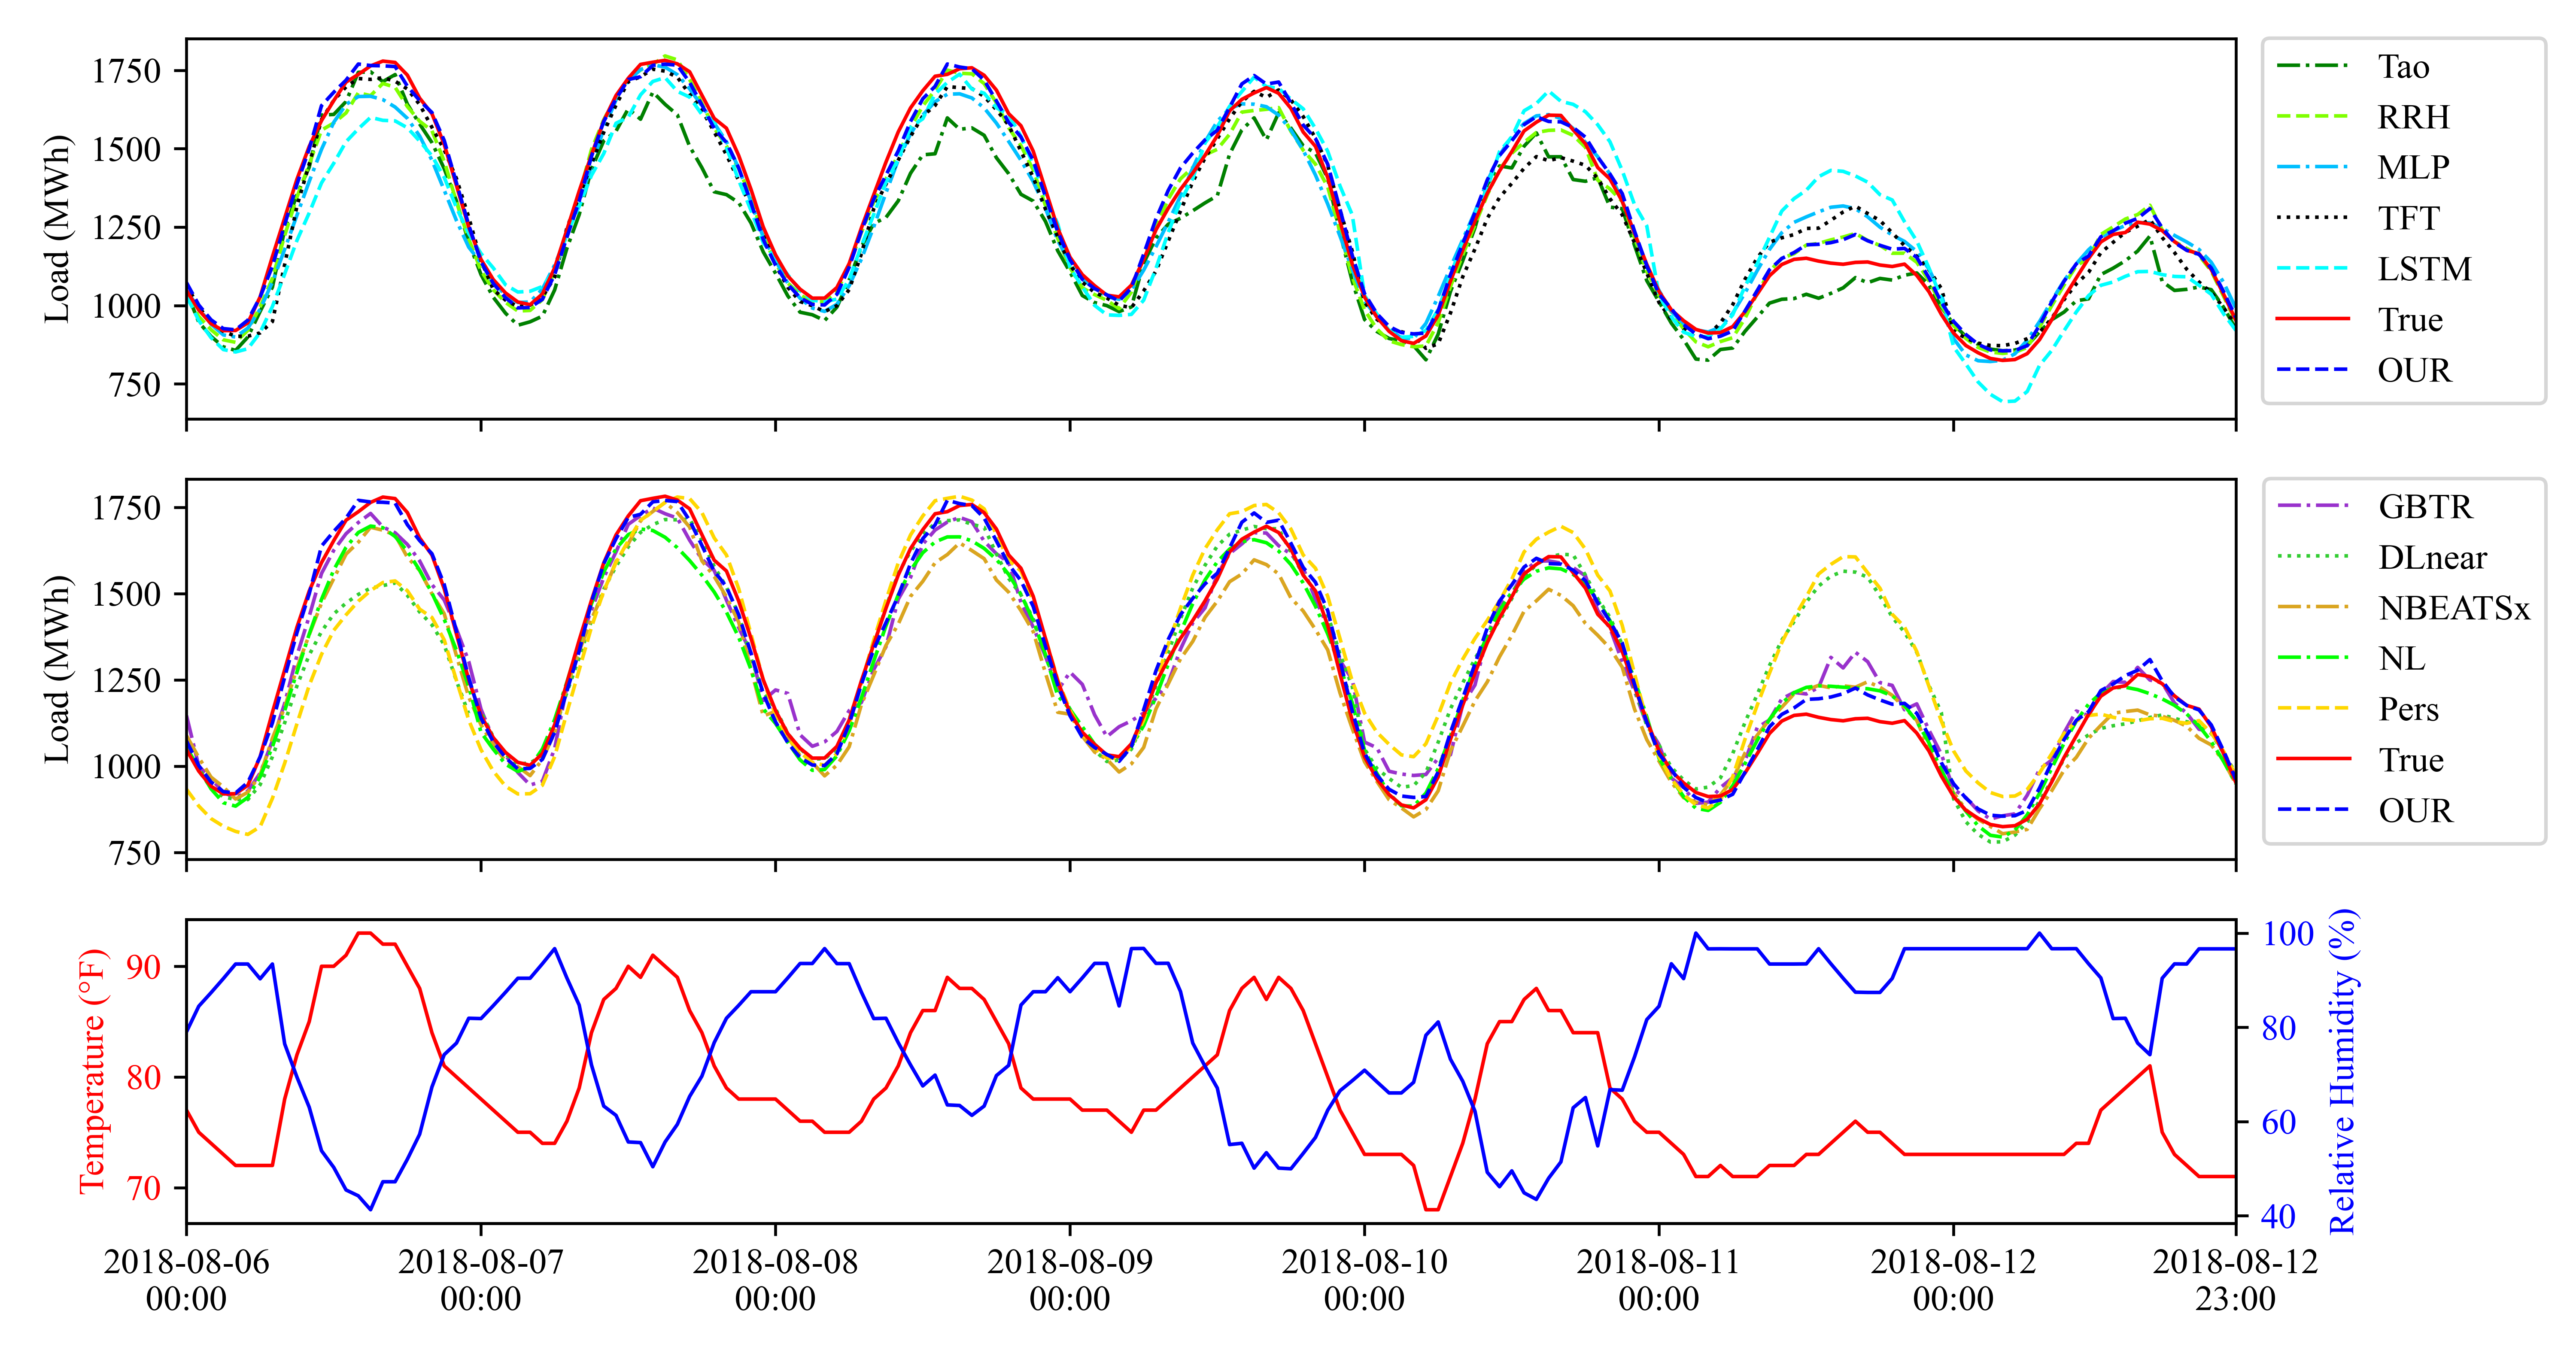 Load (MWh)
1750
1500
1250
1000
750
Tao
RRH
MLP
TFT
LSTM
True
OUR
Load (MWh)
1750
1500
1250
1000
750
GBTR
DLnear
NBEATSx
NL
Pers
True
OUR
Temperature (°F)
90
80
70
100
80
60
40
Relative Humidity (%)
2018-08-06
00:00
2018-08-07
00:00
2018-08-08
00:00
2018-08-09
00:00
2018-08-10
00:00
2018-08-11
00:00
2018-08-12
00:00
2018-08-12
23:00